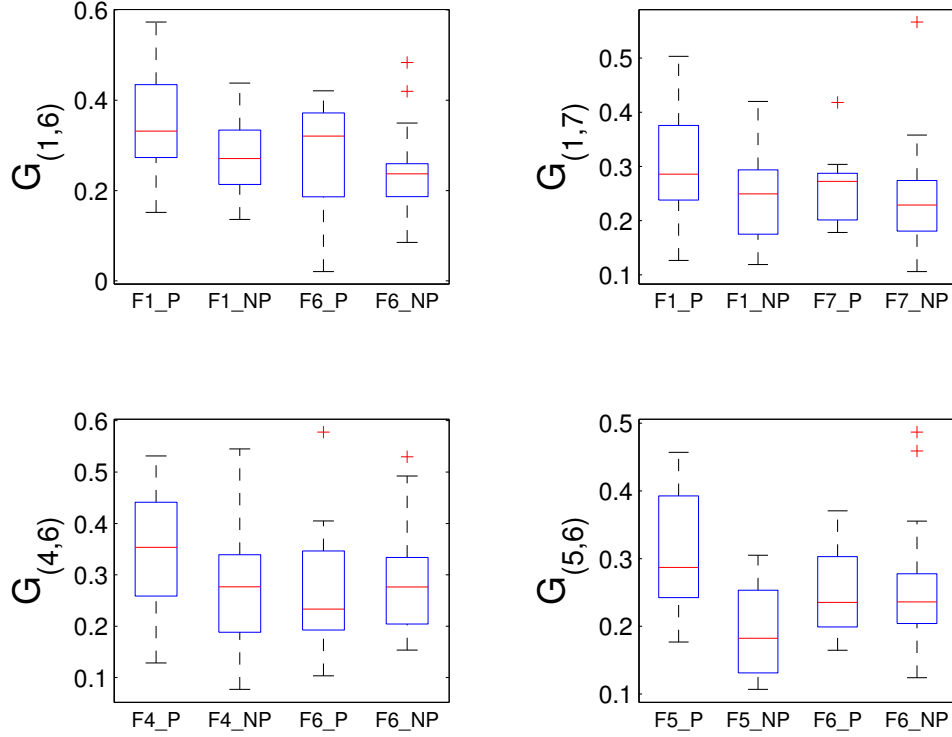 0.6
0.4
0.2
0
G(1,6)
F1_P F1_NP F6_P F6_NP
0.5
0.4
0.3
0.2
0.1
G(1,7)
F1_P F1_NP F7_P F7_NP
0.6
0.5
0.4
0.3
0.2
0.1
G(4,6)
F4_P F4_NP F6_P F6_NP
0.5
0.4
0.3
0.2
0.1
G(5,6)
F5_P F5_NP F6_P F6_NP